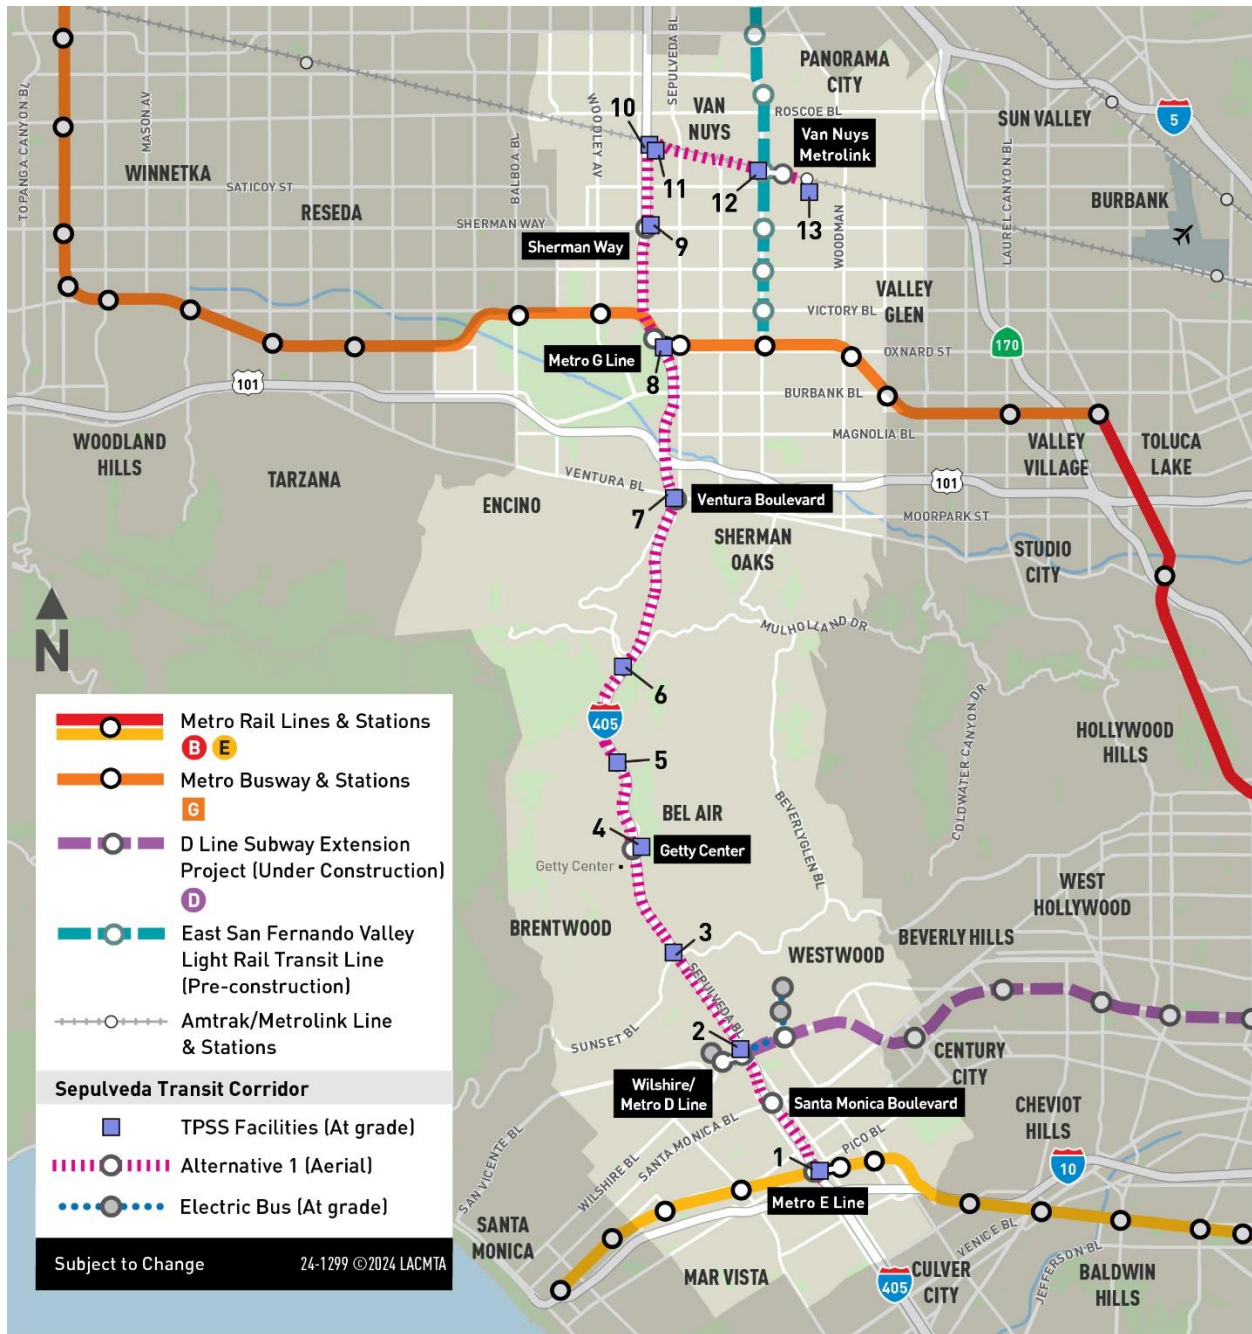 TOPANGA CANYON BL
MASON AV
WINNETKA
SATICOY ST
RESEDA
BALBOA BL
SHERMAN WAY
WOODLEY AV
SEPULVEDA BL
VAN
NUYS
PANORAMA
CITY
ROSCOE BL
Van Nuys
Metrolink
SUN VALLEY
5
LAUREL CANYON BL
BURBANK
10
11
12
13
WOODMAN
Sherman Way
9
VALLEY
GLEN
VICTORY BL
170
OXNARD ST
Metro G Line
8
BURBANK BL
MAGNOLIA BL
101
WOODLAND
HILLS
TARZANA
VENTURA BL
ENCINO
7
Ventura Boulevard
VALLEY
VILLAGE
TOLUCA
LAKE
101
MOORPARK ST
SHERMAN
OAKS
STUDIO
CITY
MULHOLLAND DR
N
6
405
5
COLDWATER CANYON DR
HOLLYWOOD
HILLS
BEL AIR
BEVERLYGLEN BL
4
Getty Center
Getty Center
WEST
HOLLYWOOD
BRENTWOOD
3
BEVERLY HILLS
WESTWOOD
SEPULVEDA BL
SUNSET BL
2
Wilshire/
Metro D Line
CENTURY
CITY
Santa Monica Boulevard
CHEVIOT
HILLS
SAN VICENTE BL
WILSHIRE BL
SANTA MONICA BL
PICO BL
1
10
Metro E Line
SANTA
MONICA
MAR VISTA
VENICE BL
CULVER
CITY
405
JEFFERSON BL
BALDWIN
HILLS
Metro Rail Lines & Stations
B E
Metro Busway & Stations
G
D Line Subway Extension
Project (Under Construction)
D
East San Fernando Valley
Light Rail Transit Line
(Pre-construction)
Amtrak/Metrolink Line
& Stations
Sepulveda Transit Corridor
TPSS Facilities (At grade)
Alternative 1 (Aerial)
Electric Bus (At grade)
Subject to Change 24-1299 ©2024 LACMTA